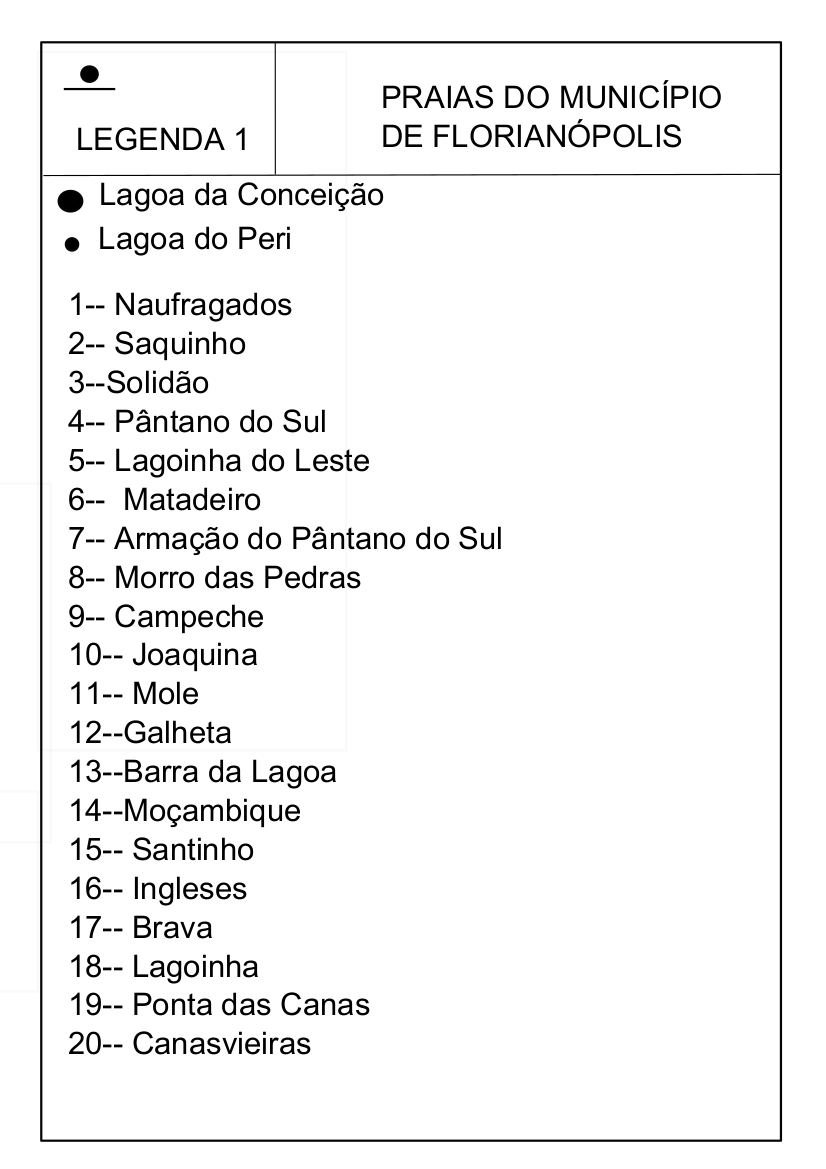 LEGENDA 1
PRAIAS DO MUNICÍPIO
DE FLORIANÓPOLIS
Lagoa da Conceição
Lagoa do Peri
1-- Naufragados
2-- Saquinho
3--Solidão
4-- Pântano do Sul
5-- Lagoinha do Leste
6--  Matadeiro
7-- Armação do Pântano do Sul
8-- Morro das Pedras
9-- Campeche
10-- Joaquina
11-- Mole
12--Galheta
13--Barra da Lagoa
14--Moçambique
15-- Santinho
16-- Ingleses
17-- Brava
18-- Lagoinha
19-- Ponta das Canas
20-- Canasvieiras